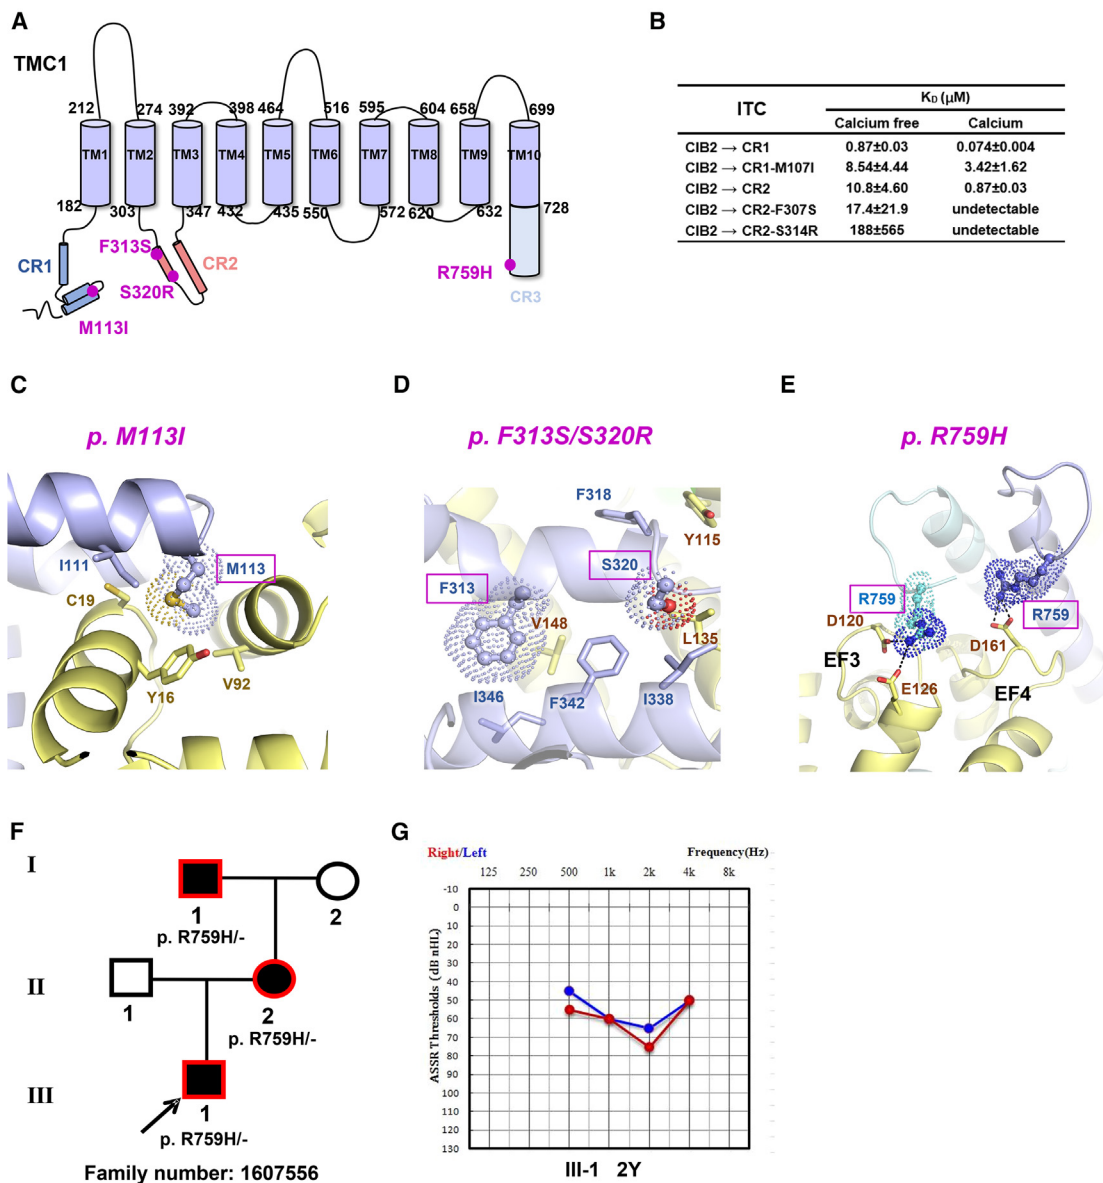 A
TMC1
212 274 392 398 464 516 595 604 658 699
TM1 TM2 TM3 TM4 TM5 TM6 TM7 TM8 TM9 TM10
182 303 347 432 435 550 572 620 632 728
F313S
CR1 CR2
S320R
M113I
R759H
CR3
B
ITC K_D (μM)
Calcium free Calcium
CIB2 → CR1 0.87±0.03 0.074±0.004
CIB2 → CR1-M107I 8.54±4.44 3.42±1.62
CIB2 → CR2 10.8±4.60 0.87±0.03
CIB2 → CR2-F307S 17.4±21.9 undetectable
CIB2 → CR2-S314R 188±565 undetectable
C
p. M113I
I111
M113
C19
Y16
V92
D
p. F313S/S320R
F318
Y115
S320
F313
V148
L135
I346
F342
I338
E
p. R759H
R759
R759
D120
D161
EF3
E126
EF4
F
I
1 2
p. R759H/-
II
1 2
p. R759H/-
III
1
p. R759H/-
Family number: 1607556
G
Right/Left Frequency(Hz)
125 250 500 1k 2k 4k 8k
ASSR Thresholds (dB nHL)
-10
0
10
20
30
40
50
60
70
80
90
100
110
120
130
III-1 2Y